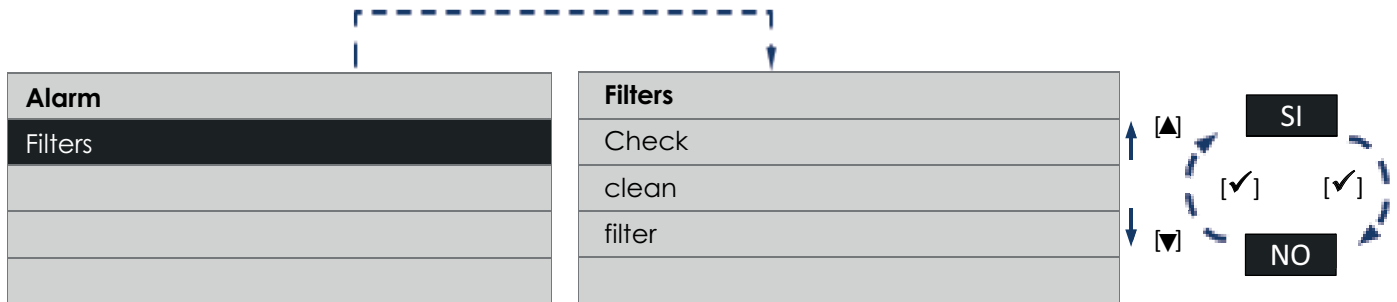 Alarm
Filters
Filters
Check
clean
filter
[▲]
[▼]
SI
[✔] [✔]
NO